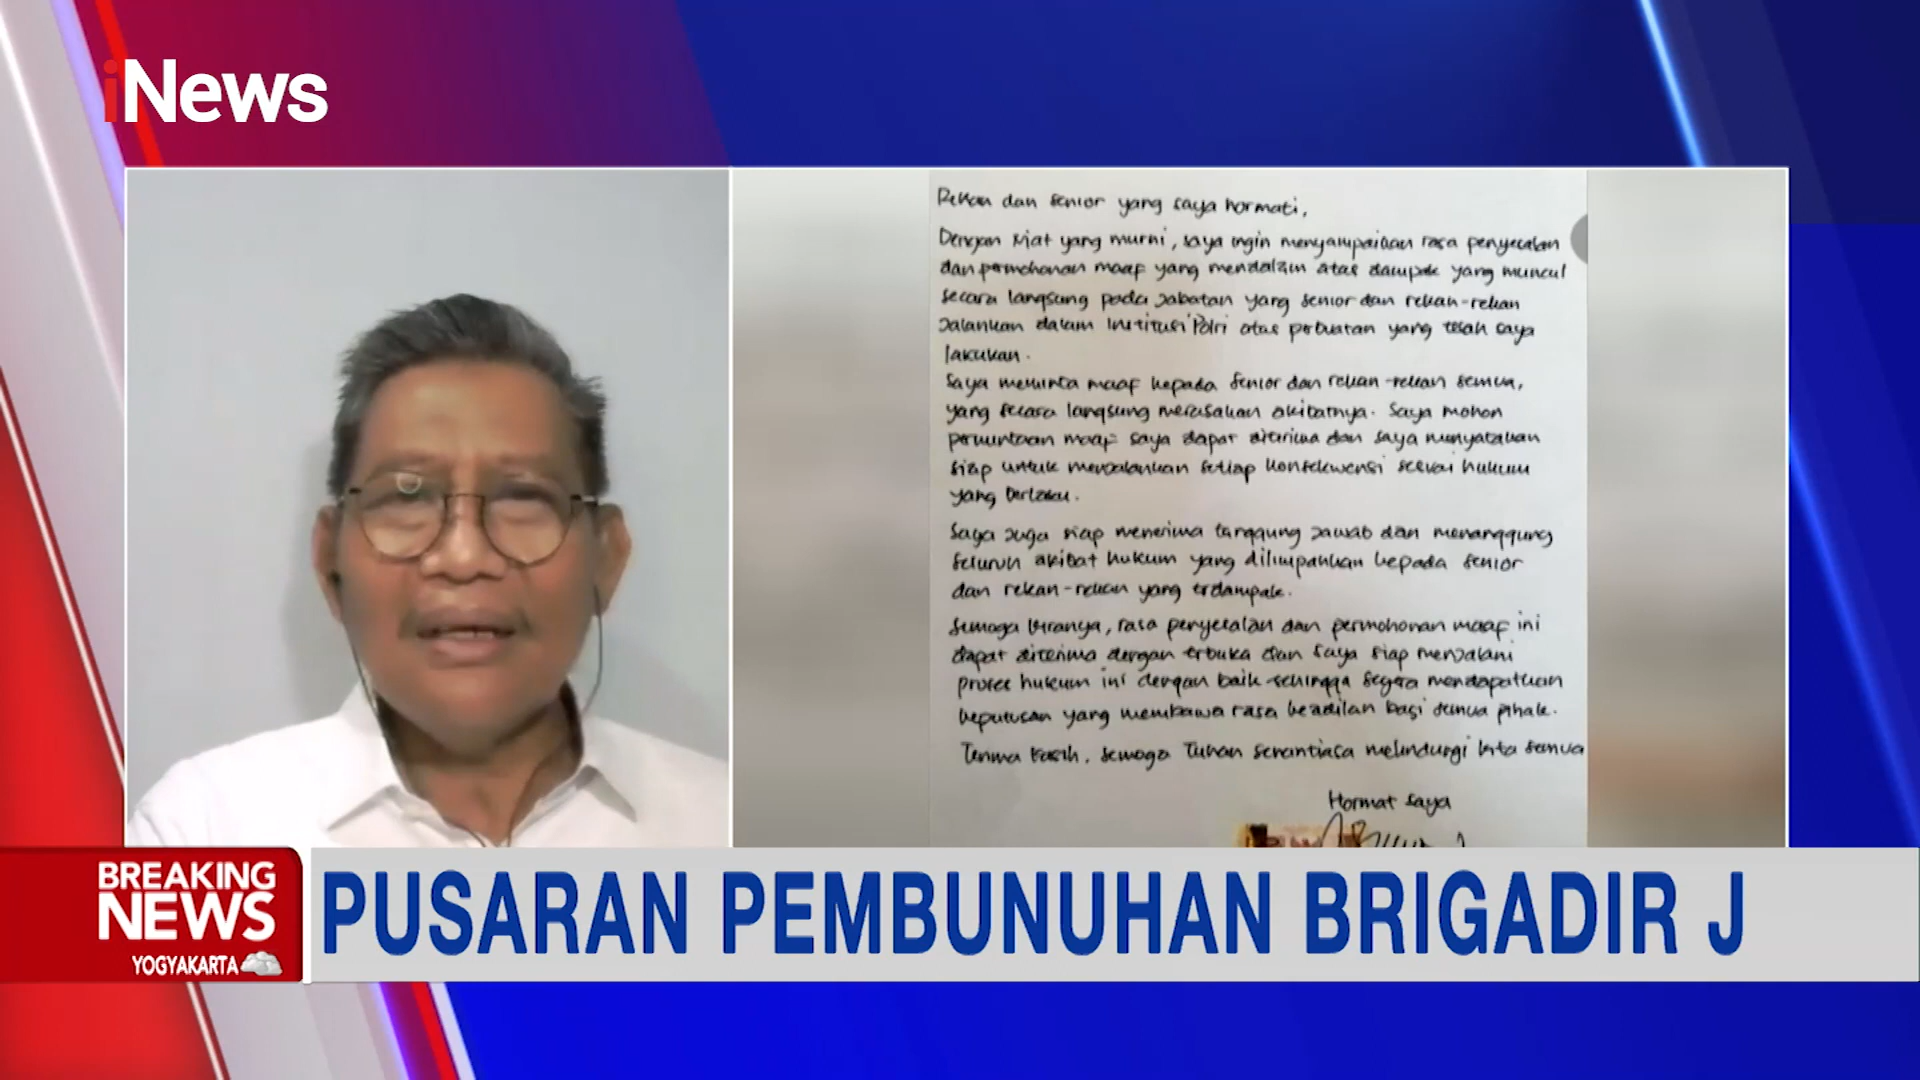 iNews
Rekan dan senior yang saya hormati,
Dengan niat yang murni, saya ingin menyampaikan rasa penyesalan
dan permohonan maaf yang mendalam atas dampak yang muncul
secara langsung pada jabatan yang senior dan rekan-rekan
jalankan dalam institusi Polri atas perbuatan yang telah saya
lakukan.
Saya meminta maaf kepada senior dan rekan-rekan semua,
yang secara langsung merasakan akibatnya. Saya mohon
permintaan maaf saya dapat diterima dan saya menyatakan
siap untuk menjalankan setiap konsekwensi sesuai hukum
yang berlaku.
Saya juga siap menerima tanggung jawab dan menanggung
seluruh akibat hukum yang dilimpahkan kepada senior
dan rekan-rekan yang terdampak.
Semoga kiranya, rasa penyesalan dan permohonan maaf ini
dapat diterima dengan terbuka dan saya siap menjalani
proses hukum ini dengan baik sehingga segera mendapatkan
keputusan yang membawa rasa keadilan bagi semua pihak.
Terima kasih, semoga Tuhan senantiasa melindungi kita semua
Hormat saya
BREAKING
NEWS
YOGYAKARTA
PUSARAN PEMBUNUHAN BRIGADIR J